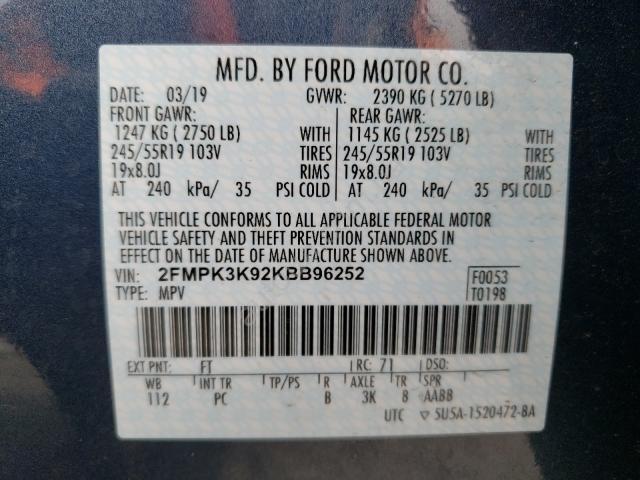 MFD. BY FORD MOTOR CO.
DATE: 03/19 GVWR: 2390 KG ( 5270 LB)
FRONT GAWR: REAR GAWR:
1247 KG ( 2750 LB) WITH 1145 KG ( 2525 LB) WITH
245/55R19 103V TIRES 245/55R19 103V TIRES
19x8.0J RIMS 19x8.0J RIMS
AT 240 kPa/ 35 PSI COLD AT 240 kPa/ 35 PSI COLD
THIS VEHICLE CONFORMS TO ALL APPLICABLE FEDERAL MOTOR
VEHICLE SAFETY AND THEFT PREVENTION STANDARDS IN
EFFECT ON THE DATE OF MANUFACTURE SHOWN ABOVE.
VIN: 2FMPK3K92KBB96252 F0053
TYPE: MPV T0198
EXT PNT: FT RC: 71 DSO:
WB INT TR TP/PS R AXLE TR SPR
112 PC B 3K 8 AABB
UTC ▽ 5U5A-1520472-BA